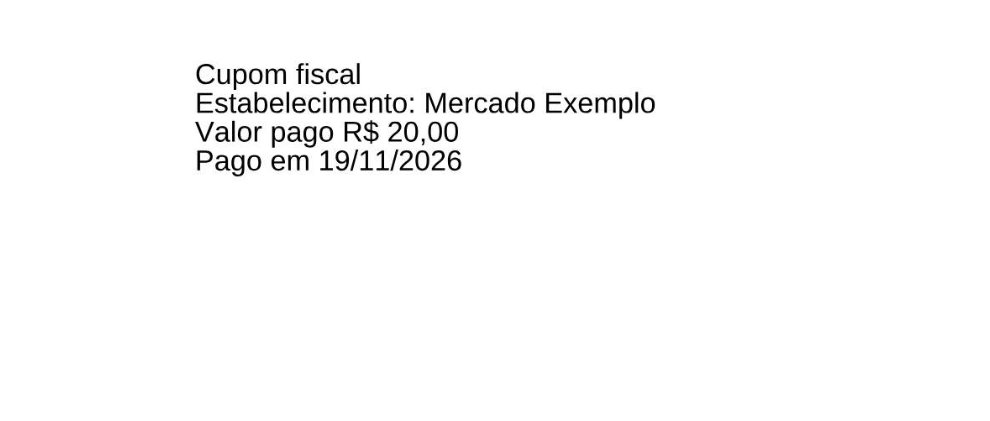 Cupom fiscal
Estabelecimento: Mercado Exemplo
Valor pago R$ 20,00
Pago em 19/11/2026